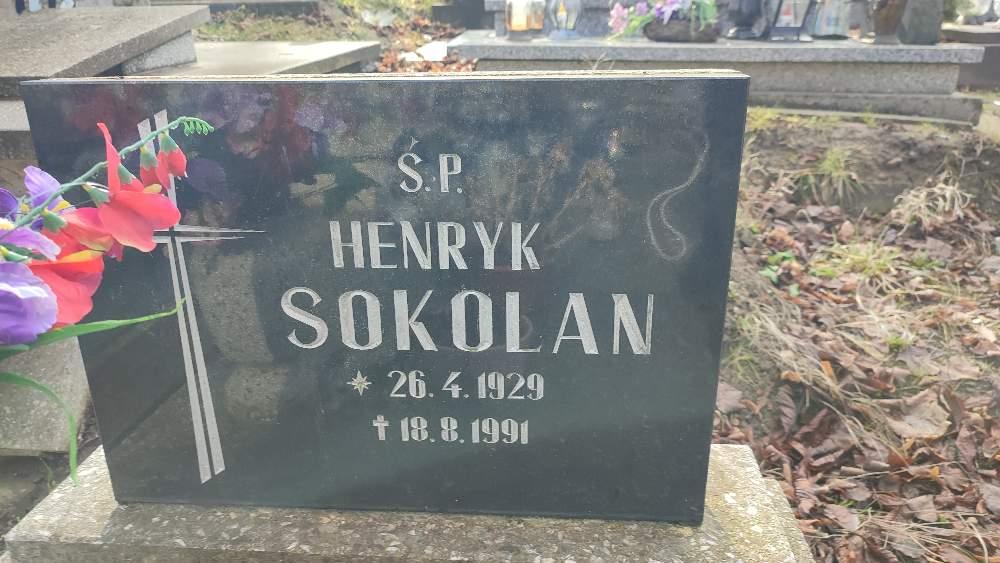 Ś.P.
HENRYK
SOKOLAN
* 26.4.1929
✝ 18.8.1991